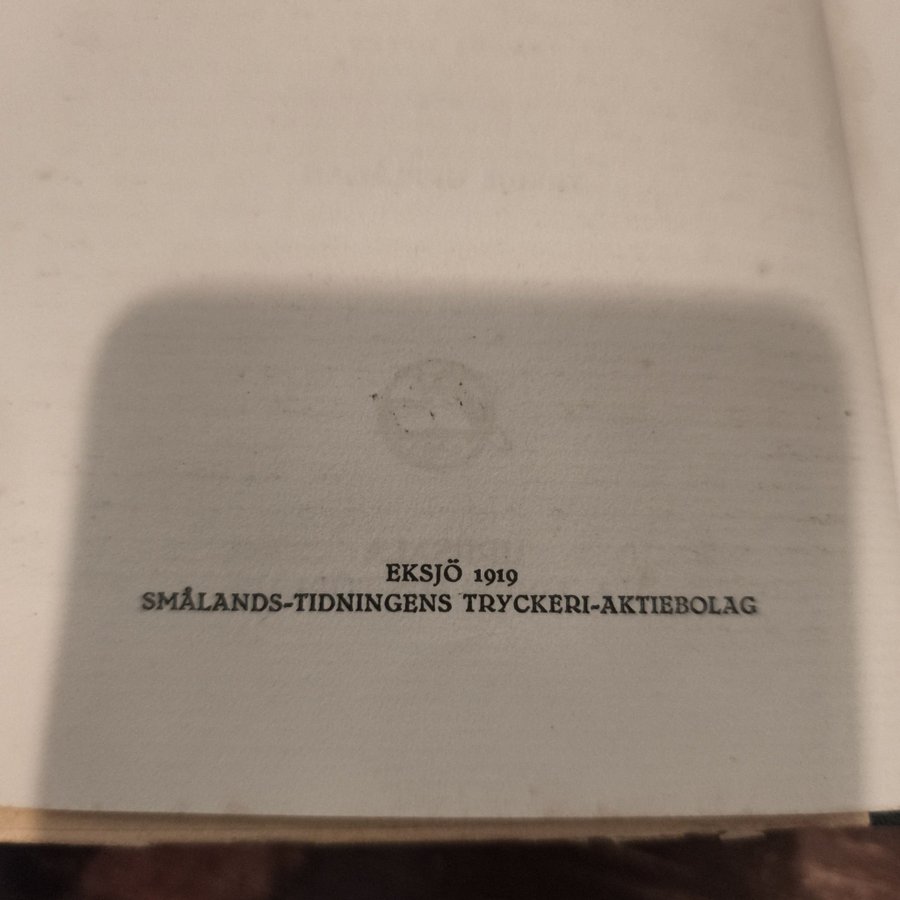 EKSJÖ 1919
SMÅLANDS-TIDNINGENS TRYCKERI-AKTIEBOLAG